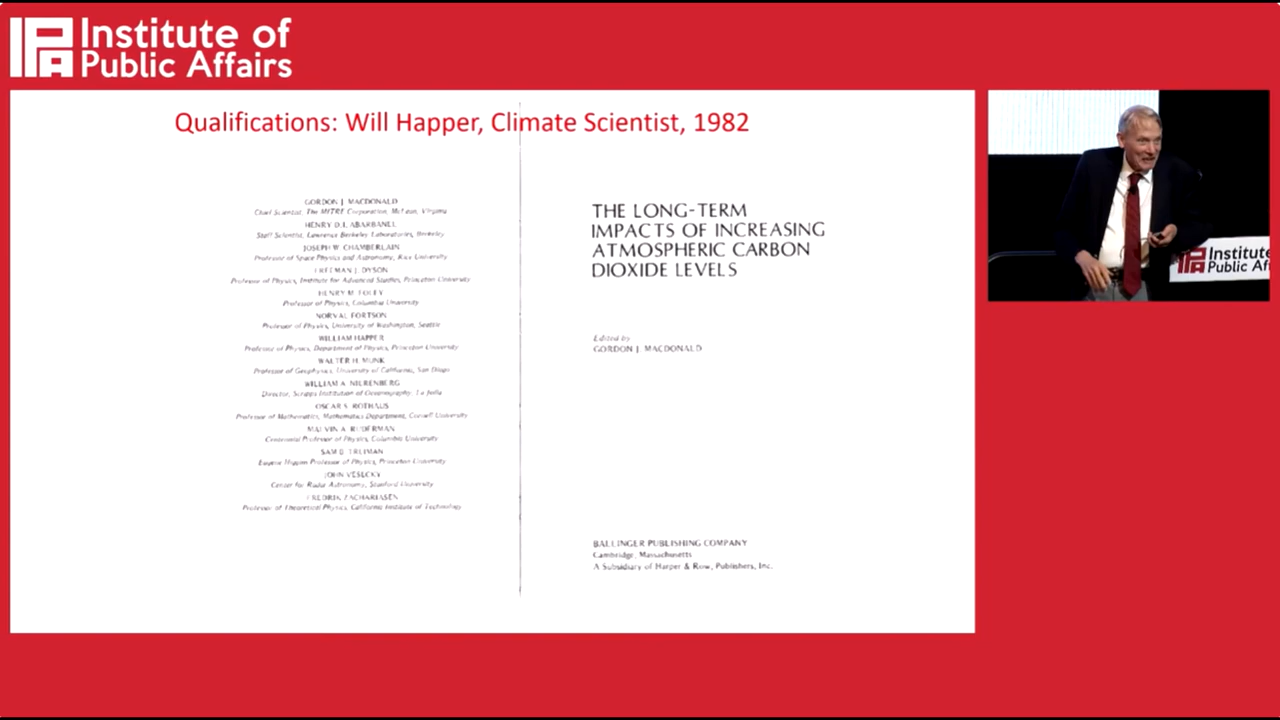 IPA
Institute of
Public Affairs
Qualifications: Will Happer, Climate Scientist, 1982
GORDON J. MACDONALD
Chief Scientist, The MITRE Corporation, McLean, Virginia
HENRY D.I. ABARBANEL
Staff Scientist, Lawrence Berkeley Laboratories, Berkeley
JOSEPH W. CHAMBERLAIN
Professor of Space Physics and Astronomy, Rice University
FREEMAN J. DYSON
Professor of Physics, Institute for Advanced Studies, Princeton University
HENRY M. FOLEY
Professor of Physics, Columbia University
NORVAL FORTSON
Professor of Physics, University of Washington, Seattle
WILLIAM HAPPER
Professor of Physics, Department of Physics, Princeton University
WALTER H. MUNK
Professor of Geophysics, University of California, San Diego
WILLIAM A. NIERENBERG
Director, Scripps Institution of Oceanography, La Jolla
OSCAR S. ROTHAUS
Professor of Mathematics, Mathematics Department, Cornell University
MALVIN A. RUDERMAN
Centennial Professor of Physics, Columbia University
SAM B. TREIMAN
Eugene Higgins Professor of Physics, Princeton University
JOHN VESECKY
Center for Radar Astronomy, Stanford University
FREDRIK ZACHARIASEN
Professor of Theoretical Physics, California Institute of Technology
THE LONG-TERM
IMPACTS OF INCREASING
ATMOSPHERIC CARBON
DIOXIDE LEVELS
Edited by
GORDON J. MACDONALD
BALLINGER PUBLISHING COMPANY
Cambridge, Massachusetts
A Subsidiary of Harper & Row, Publishers, Inc.
IPA
Institute
Public Af